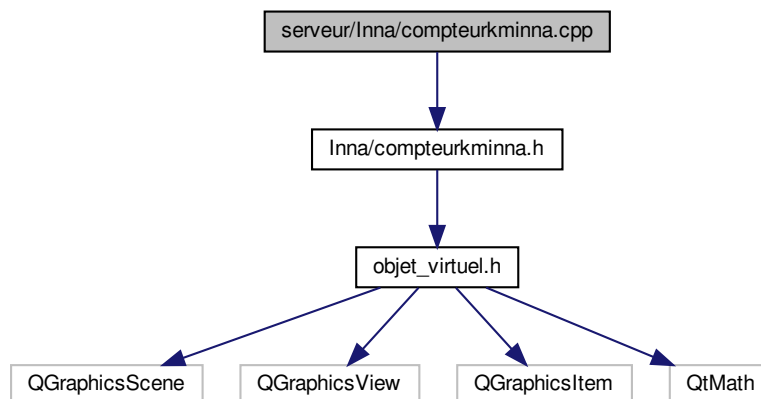 serveur/Inna/compteurkminna.cpp
Inna/compteurkminna.h
objet_virtuel.h
QGraphicsScene
QGraphicsView
QGraphicsItem
QtMath